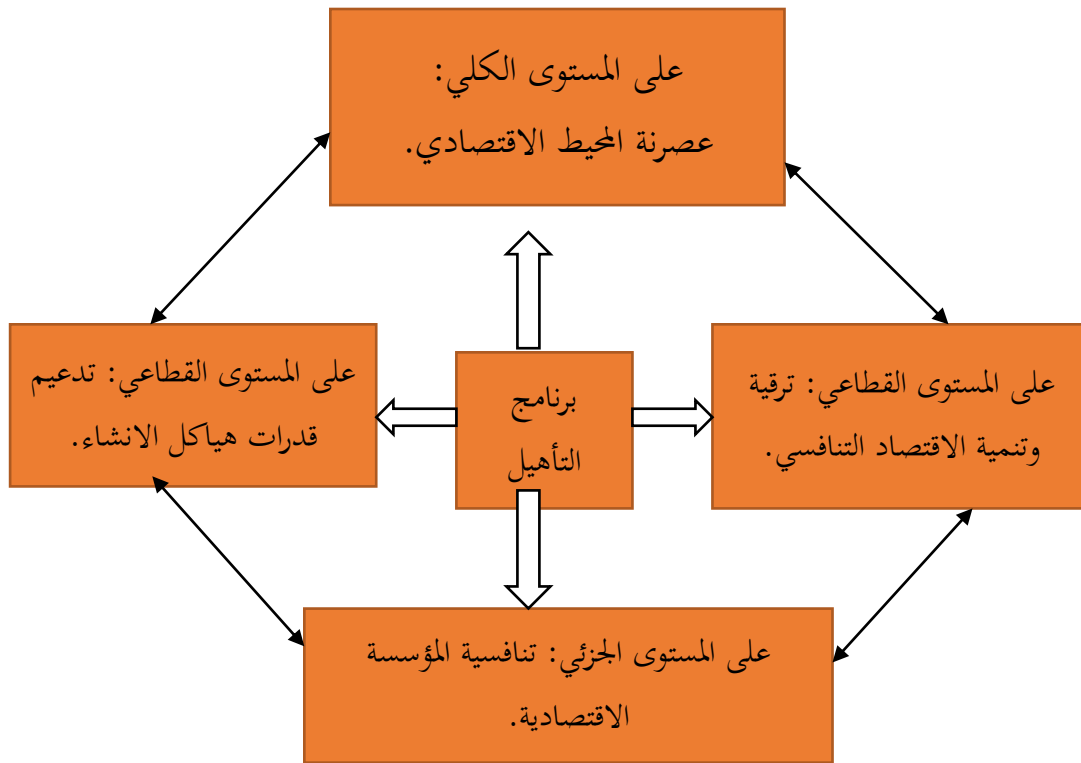 على المستوى الكلي:
عصرنة المحيط الاقتصادي.
على المستوى القطاعي: ترقية
وتنمية الاقتصاد التنافسي.
برنامج
التأهيل
على المستوى القطاعي: تدعيم
قدرات هياكل الانشاء.
على المستوى الجزئي: تنافسية المؤسسة
الاقتصادية.